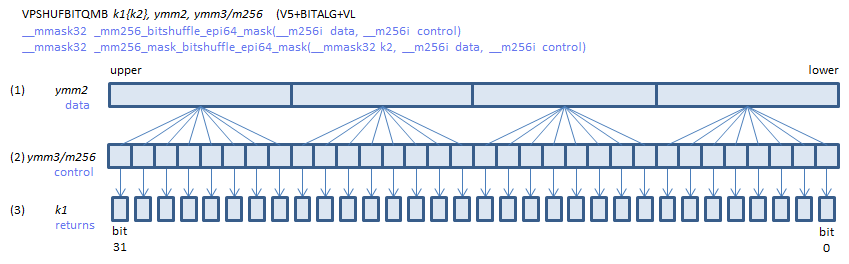 VPSHUFBITQMB k1{k2}, ymm2, ymm3/m256 (V5+BITALG+VL
__mmask32 _mm256_bitshuffle_epi64_mask(__m256i data, __m256i control)
__mmask32 _mm256_mask_bitshuffle_epi64_mask(__mmask32 k2, __m256i data, __m256i control)
upper lower
(1) ymm2
data
(2) ymm3/m256
control
(3) k1
returns
bit bit
31 0